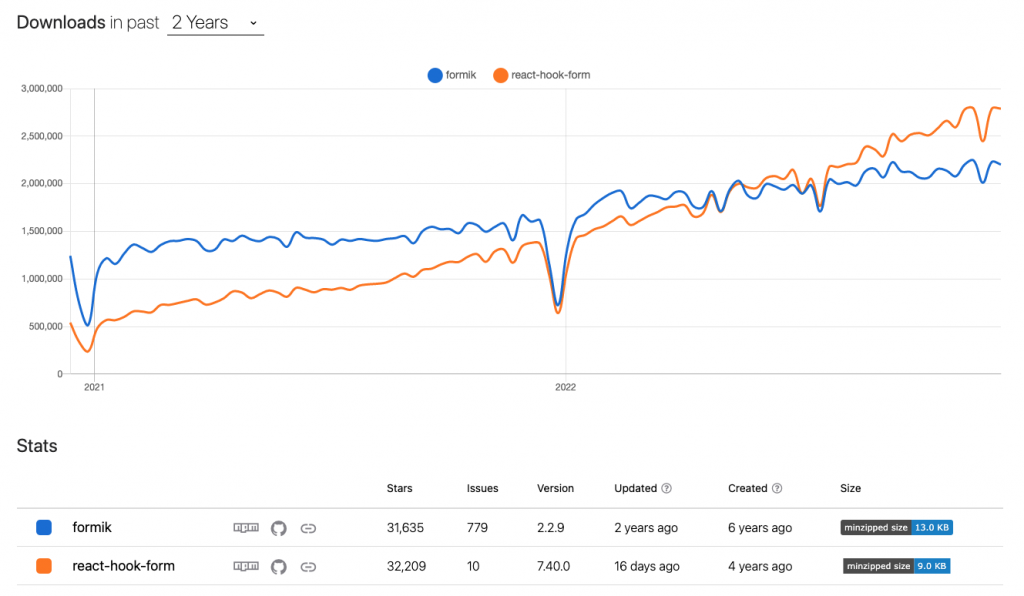 Downloads in past 2 Years
formik react-hook-form
3,000,000
2,500,000
2,000,000
1,500,000
1,000,000
500,000
0
2021 2022
Stats
Stars Issues Version Updated ? Created ? Size
formik npm 31,635 779 2.2.9 2 years ago 6 years ago minzipped size 13.0 KB
react-hook-form npm 32,209 10 7.40.0 16 days ago 4 years ago minzipped size 9.0 KB